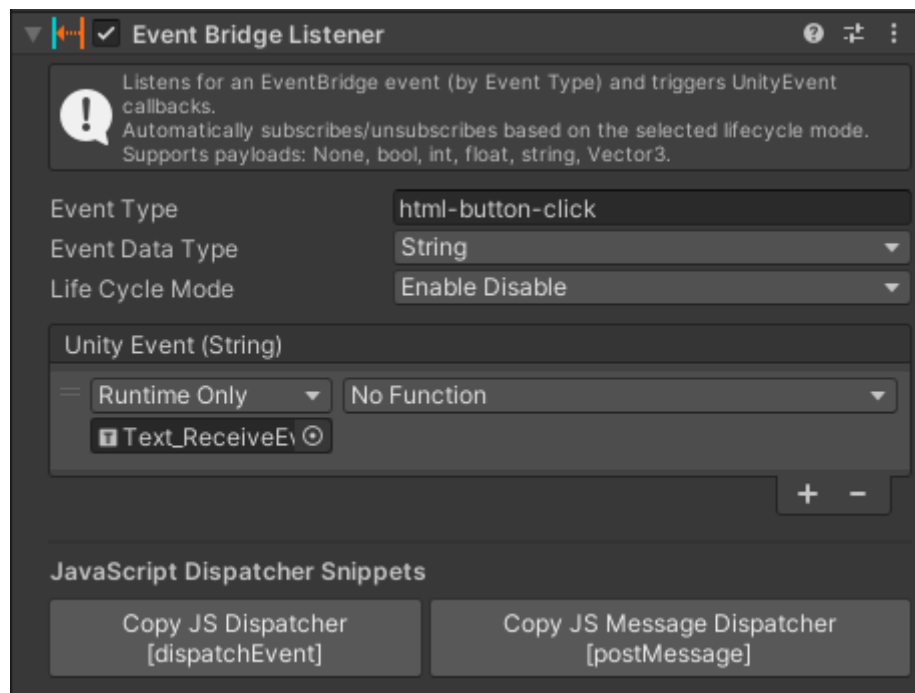 Event Bridge Listener
Listens for an EventBridge event (by Event Type) and triggers UnityEvent
callbacks.
Automatically subscribes/unsubscribes based on the selected lifecycle mode.
Supports payloads: None, bool, int, float, string, Vector3.
Event Type html-button-click
Event Data Type String
Life Cycle Mode Enable Disable
Unity Event (String)
Runtime Only No Function
Text_ReceiveEv
JavaScript Dispatcher Snippets
Copy JS Dispatcher
[dispatchEvent]
Copy JS Message Dispatcher
[postMessage]